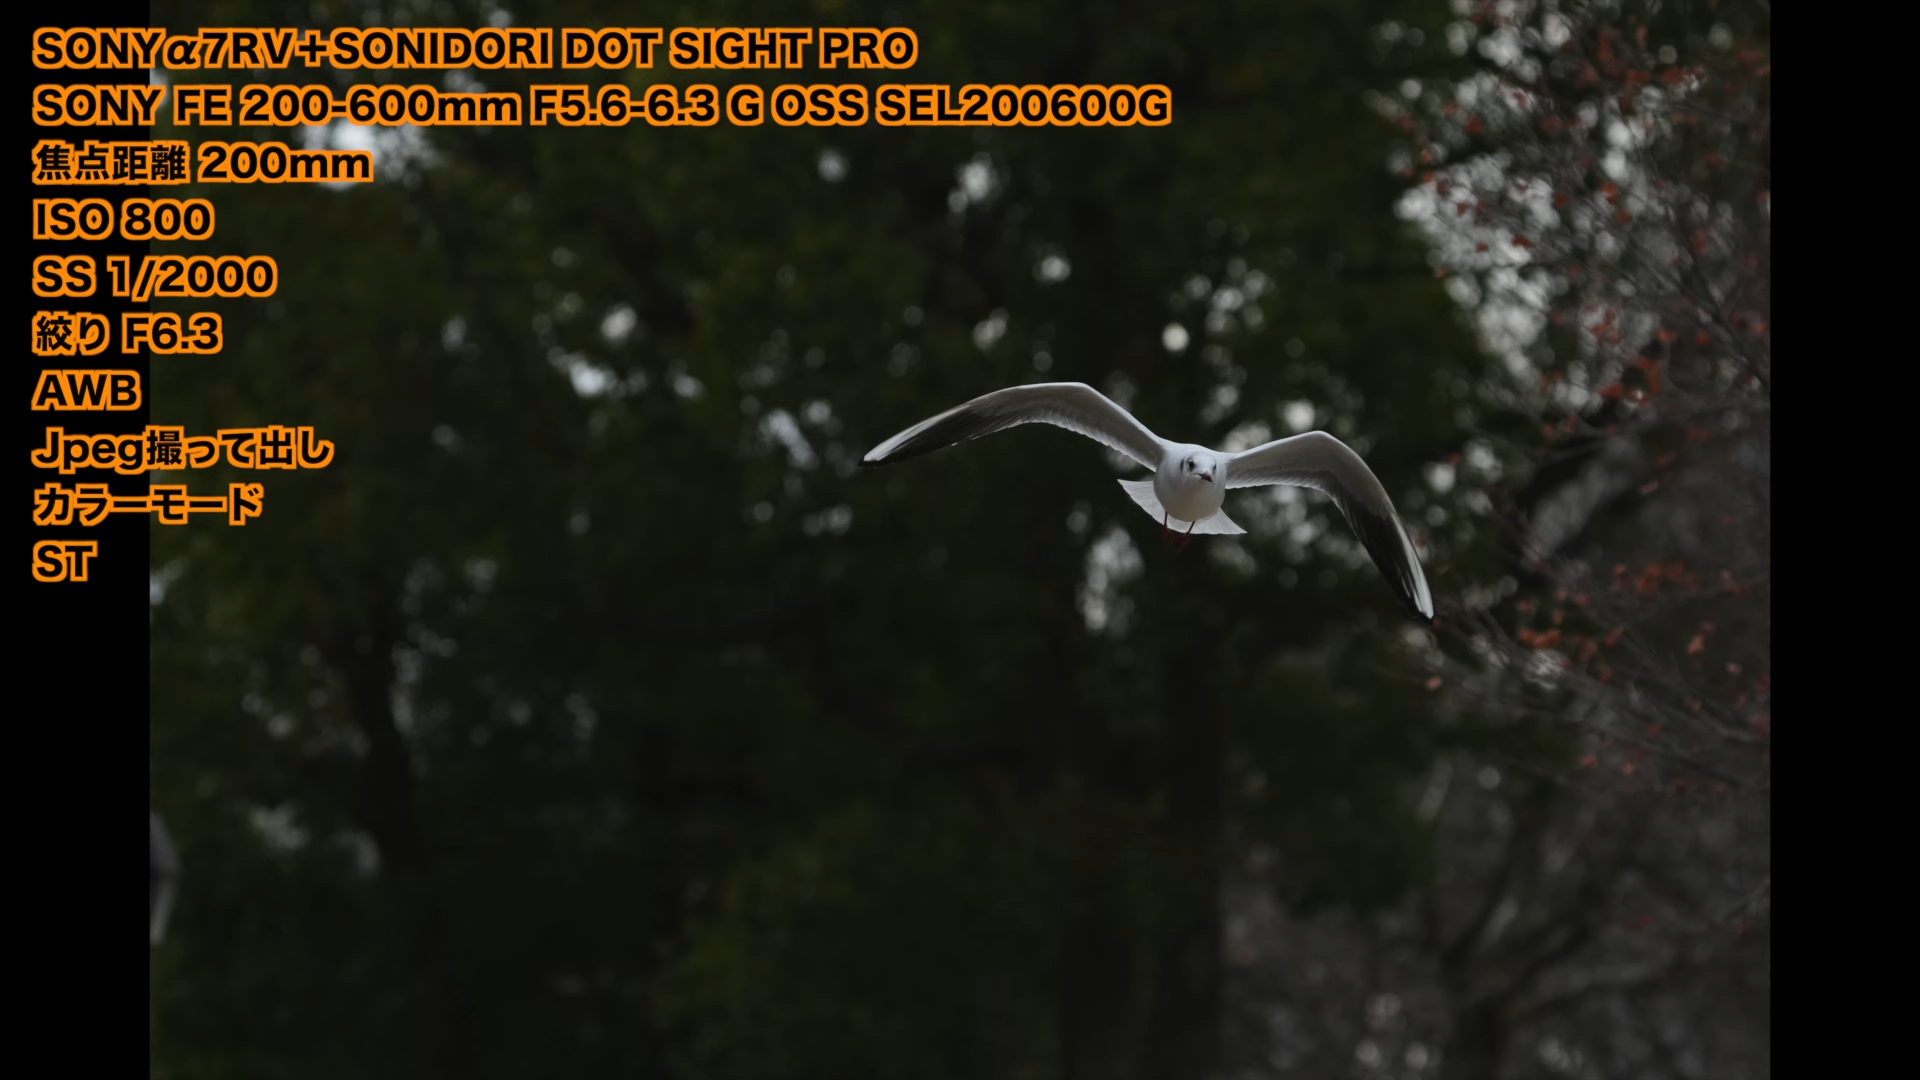 SONYα7RV+SONIDORI DOT SIGHT PRO
SONY FE 200-600mm F5.6-6.3 G OSS SEL200600G
焦点距離 200mm
ISO 800
SS 1/2000
絞り F6.3
AWB
Jpeg撮って出し
カラーモード
ST